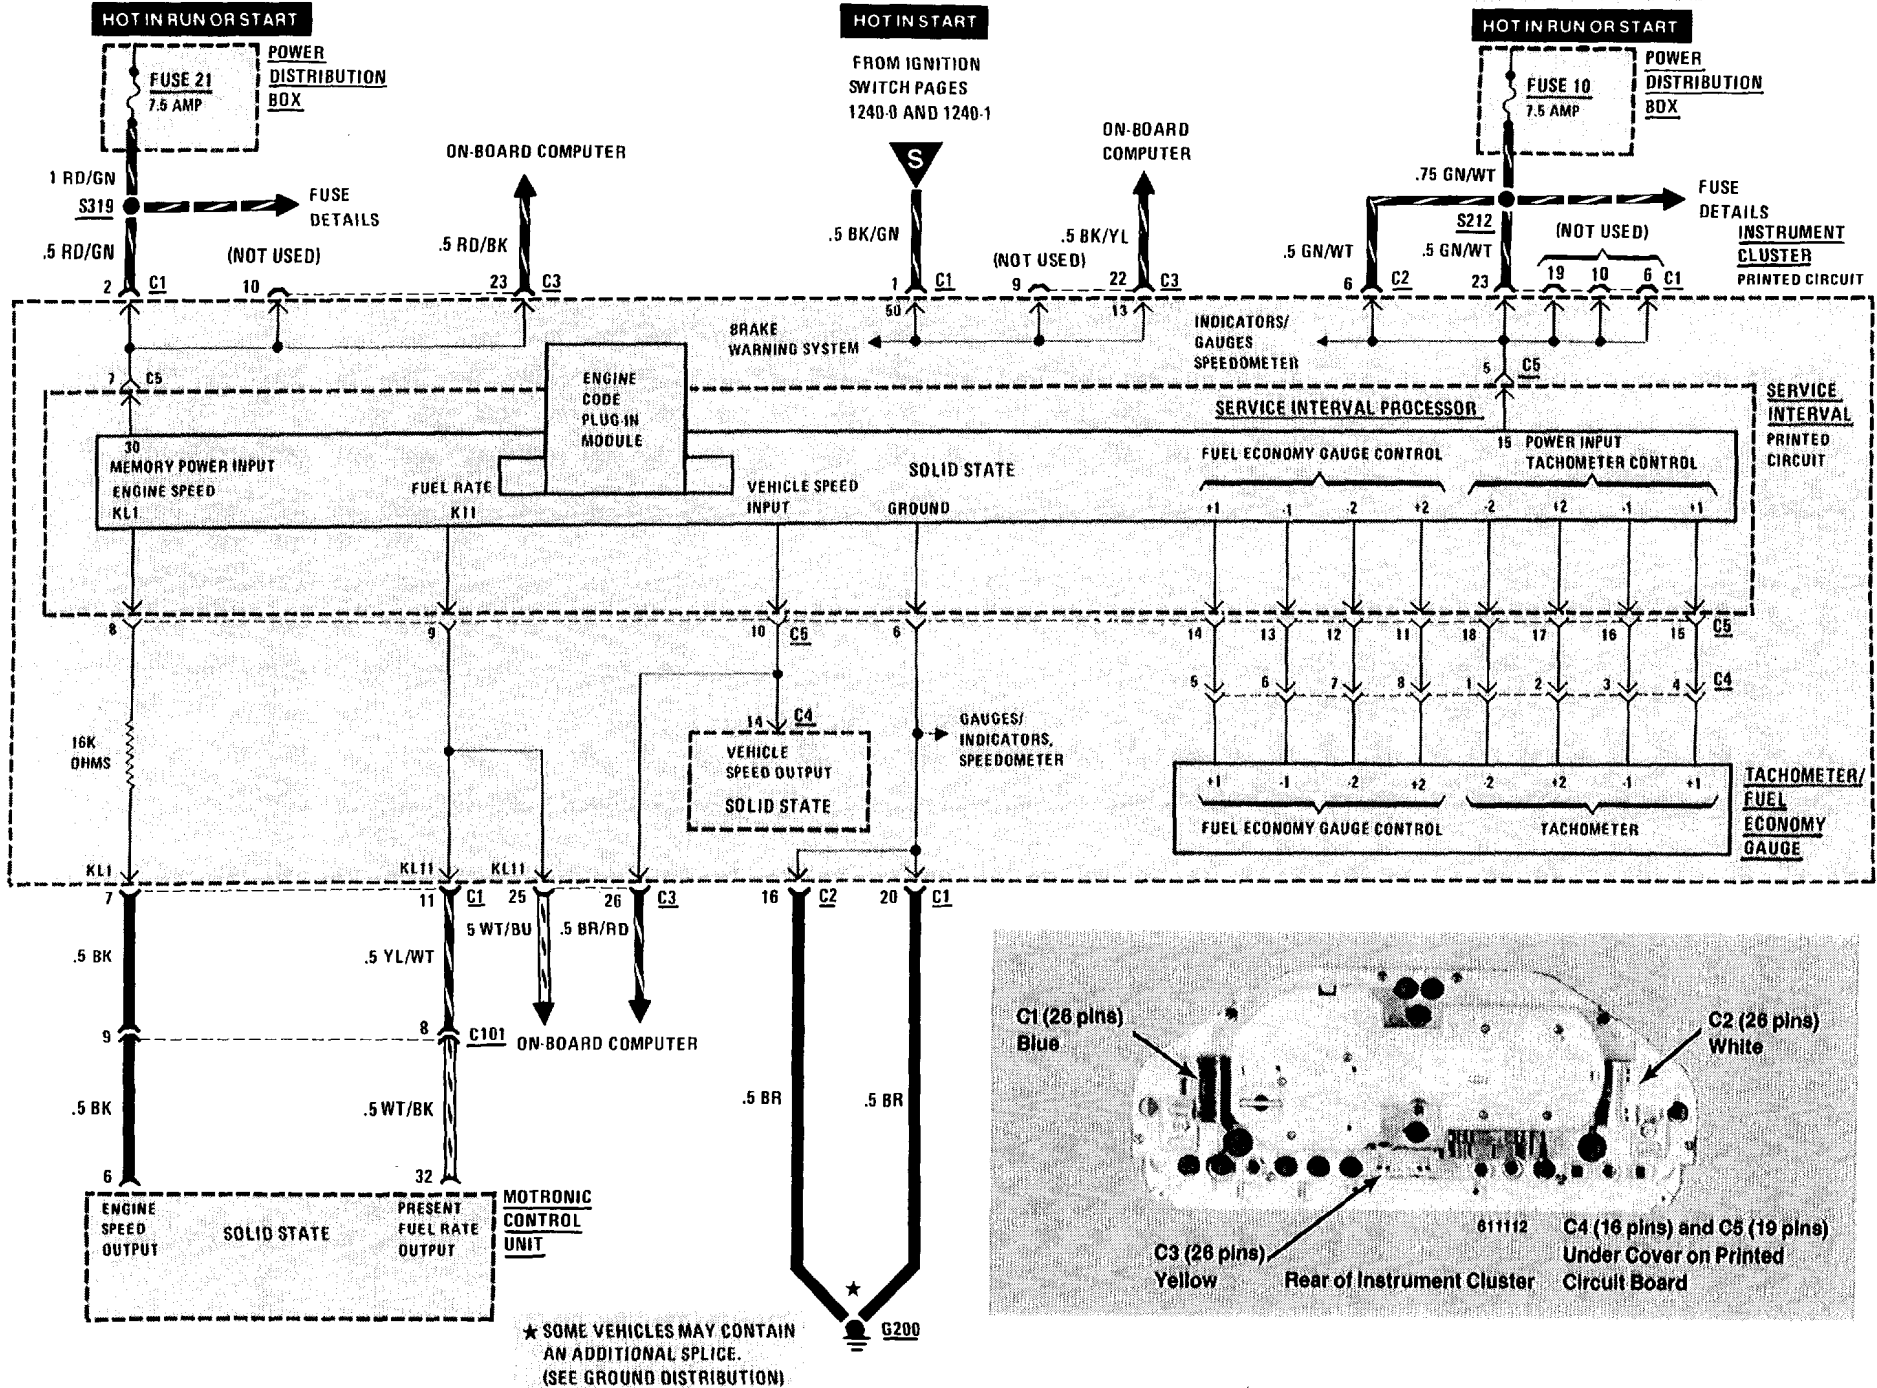 HOT IN RUN OR START
HOT IN START
HOT IN RUN OR START
FUSE 21
7.5 AMP
POWER
DISTRIBUTION
BOX
FROM IGNITION
SWITCH PAGES
1240-0 AND 1240-1
FUSE 10
7.5 AMP
POWER
DISTRIBUTION
BOX
ON-BOARD COMPUTER
S
ON-BOARD
COMPUTER
1 RD/GN
S319
FUSE
DETAILS
.5 RD/GN
(NOT USED)
.5 RD/BK
.5 BK/GN
(NOT USED)
.5 BK/YL
.75 GN/WT
S212
FUSE
DETAILS
.5 GN/WT
.5 GN/WT
(NOT USED)
INSTRUMENT
CLUSTER
PRINTED CIRCUIT
2 C1 10 23 C3 1 C1 9 22 C3 6 C2 23 19 10 6 C1
50 13
BRAKE
WARNING SYSTEM
INDICATORS/
GAUGES
SPEEDOMETER
7 C5
5 C5
ENGINE
CODE
PLUG-IN
MODULE
SERVICE INTERVAL PROCESSOR
SERVICE
INTERVAL
PRINTED
CIRCUIT
30
MEMORY POWER INPUT
ENGINE SPEED
KL1
FUEL RATE
K11
VEHICLE SPEED
INPUT
SOLID STATE
GROUND
FUEL ECONOMY GAUGE CONTROL
15 POWER INPUT
TACHOMETER CONTROL
+1 -1 -2 +2 -2 +2 -1 +1
8 9 10 C5 6 14 13 12 11 18 17 16 15 C5
5 6 7 8 1 2 3 4 C4
16K
OHMS
14 C4
VEHICLE
SPEED OUTPUT
SOLID STATE
GAUGES/
INDICATORS,
SPEEDOMETER
+1 -1 -2 +2 -2 +2 -1 +1
FUEL ECONOMY GAUGE CONTROL
TACHOMETER
TACHOMETER/
FUEL
ECONOMY
GAUGE
KL1 KL11 KL11
7 11 C1 25 26 C3 16 C2 20 C1
.5 BK
.5 YL/WT
5 WT/BU
.5 BR/RD
9 8 C101
ON-BOARD COMPUTER
.5 BK
.5 WT/BK
.5 BR
.5 BR
6 32
ENGINE
SPEED
OUTPUT
SOLID STATE
PRESENT
FUEL RATE
OUTPUT
MOTRONIC
CONTROL
UNIT
★
G200
★ SOME VEHICLES MAY CONTAIN
AN ADDITIONAL SPLICE.
(SEE GROUND DISTRIBUTION)
C1 (26 pins)
Blue
C2 (26 pins)
White
C3 (26 pins)
Yellow
611112
Rear of Instrument Cluster
C4 (16 pins) and C5 (19 pins)
Under Cover on Printed
Circuit Board